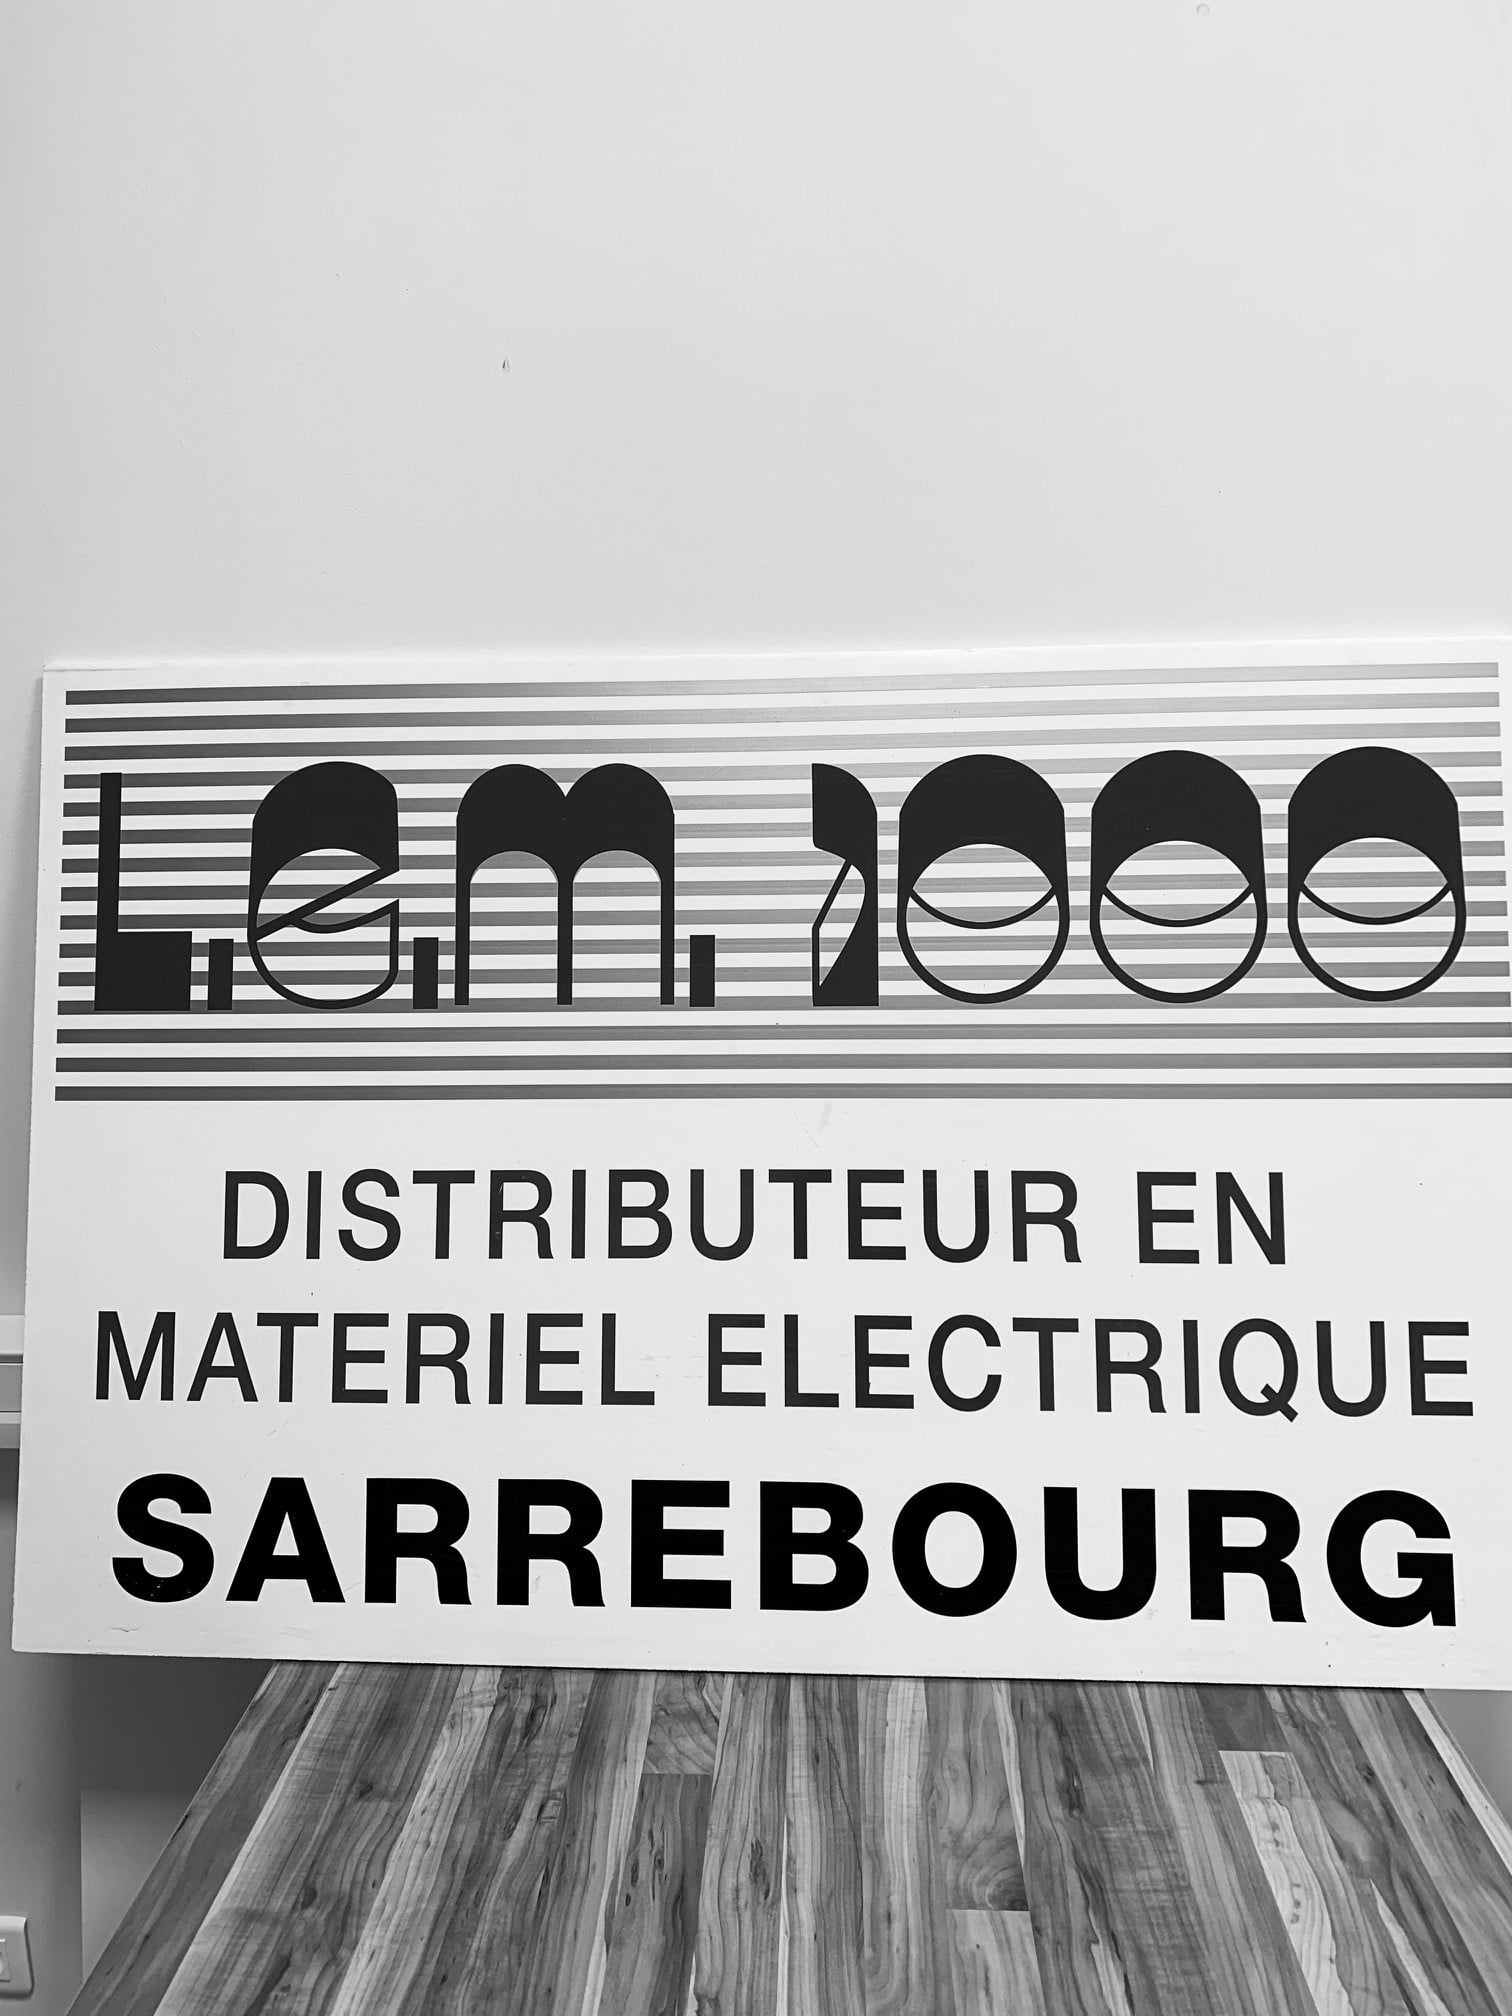 L.e.m. 1000
DISTRIBUTEUR EN
MATERIEL ELECTRIQUE
SARREBOURG